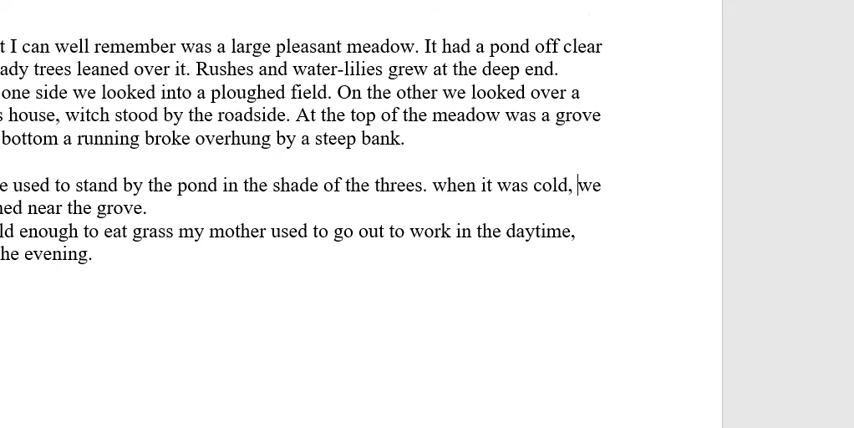 t I can well remember was a large pleasant meadow. It had a pond off clear
ady trees leaned over it. Rushes and water-lilies grew at the deep end.
one side we looked into a ploughed field. On the other we looked over a
s house, witch stood by the roadside. At the top of the meadow was a grove
bottom a running broke overhung by a steep bank.
e used to stand by the pond in the shade of the threes. when it was cold, we
ned near the grove.
ld enough to eat grass my mother used to go out to work in the daytime,
he evening.